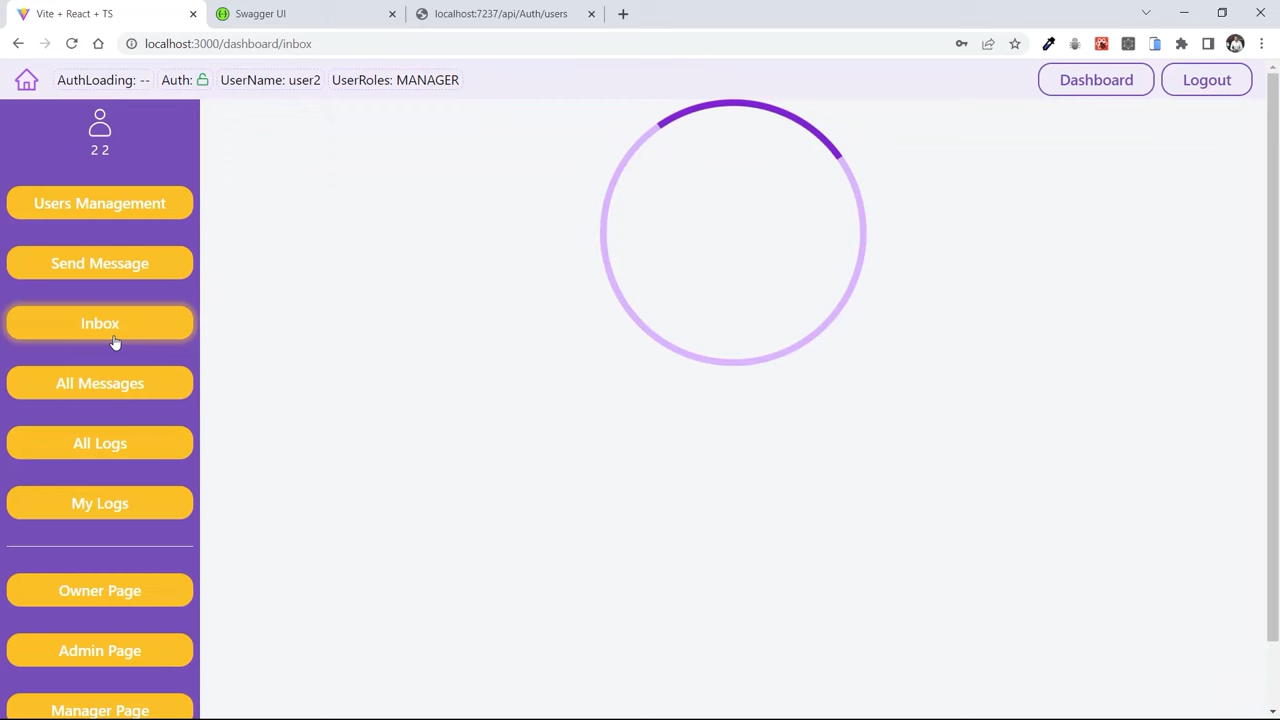 Vite + React + TS
Swagger UI
localhost:7237/api/Auth/users
localhost:3000/dashboard/inbox
AuthLoading: --
Auth:
UserName: user2
UserRoles: MANAGER
Dashboard
Logout
2 2
Users Management
Send Message
Inbox
All Messages
All Logs
My Logs
Owner Page
Admin Page
Manager Page